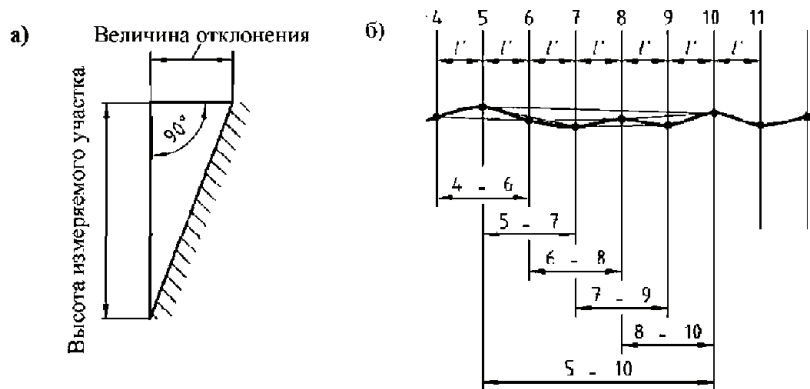 а)
Величина отклонения
90°
Высота измеряемого участка
б)
4 5 6 7 8 9 10 11
l' l' l' l' l' l' l'
4 - 6
5 - 7
6 - 8
7 - 9
8 - 10
5 - 10